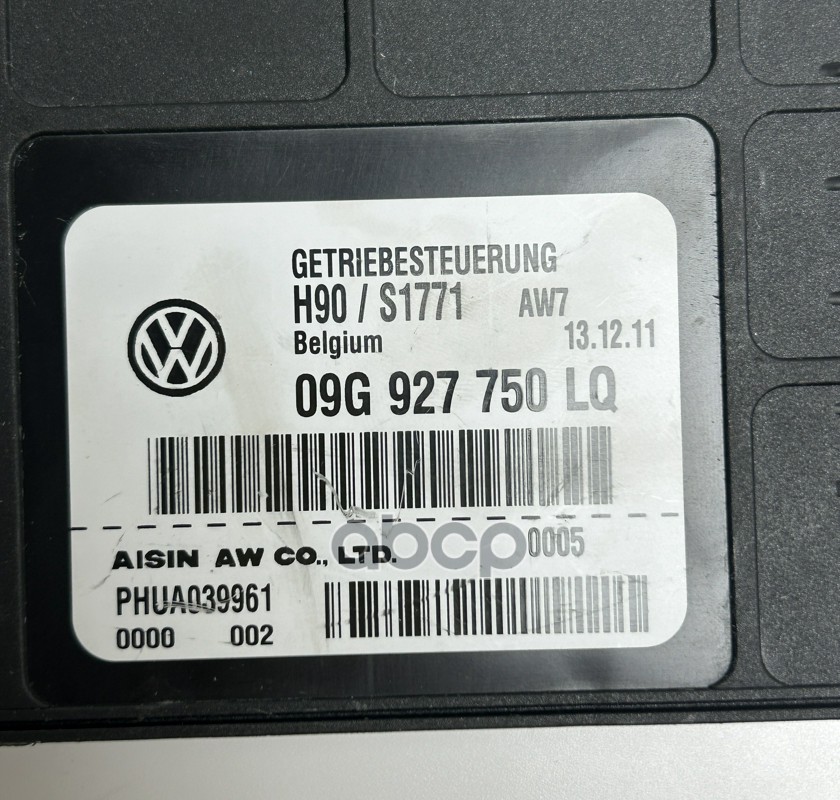 GETRIEBESTEUERUNG
H90 / S1771 AW7
Belgium 13.12.11
09G 927 750 LQ
AISIN AW CO., LTD. 0005
abcp
PHUA039961
0000 002